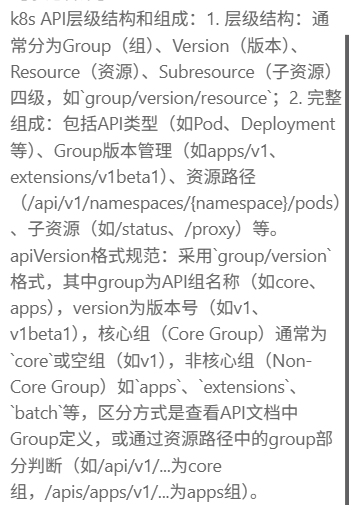 k8s API层级结构和组成：1. 层级结构：通
常分为Group（组）、Version（版本）、
Resource（资源）、Subresource（子资源）
四级，如`group/version/resource`；2. 完整
组成：包括API类型（如Pod、Deployment
等）、Group版本管理（如apps/v1、
extensions/v1beta1）、资源路径
（/api/v1/namespaces/{namespace}/pods）
、子资源（如/status、/proxy）等。
apiVersion格式规范：采用`group/version`
格式，其中group为API组名称（如core、
apps），version为版本号（如v1、
v1beta1），核心组（Core Group）通常为
`core`或空组（如v1），非核心组（Non-
Core Group）如`apps`、`extensions`、
`batch`等，区分方式是查看API文档中
Group定义，或通过资源路径中的group部
分判断（如/api/v1/...为core
组，/apis/apps/v1/...为apps组）。